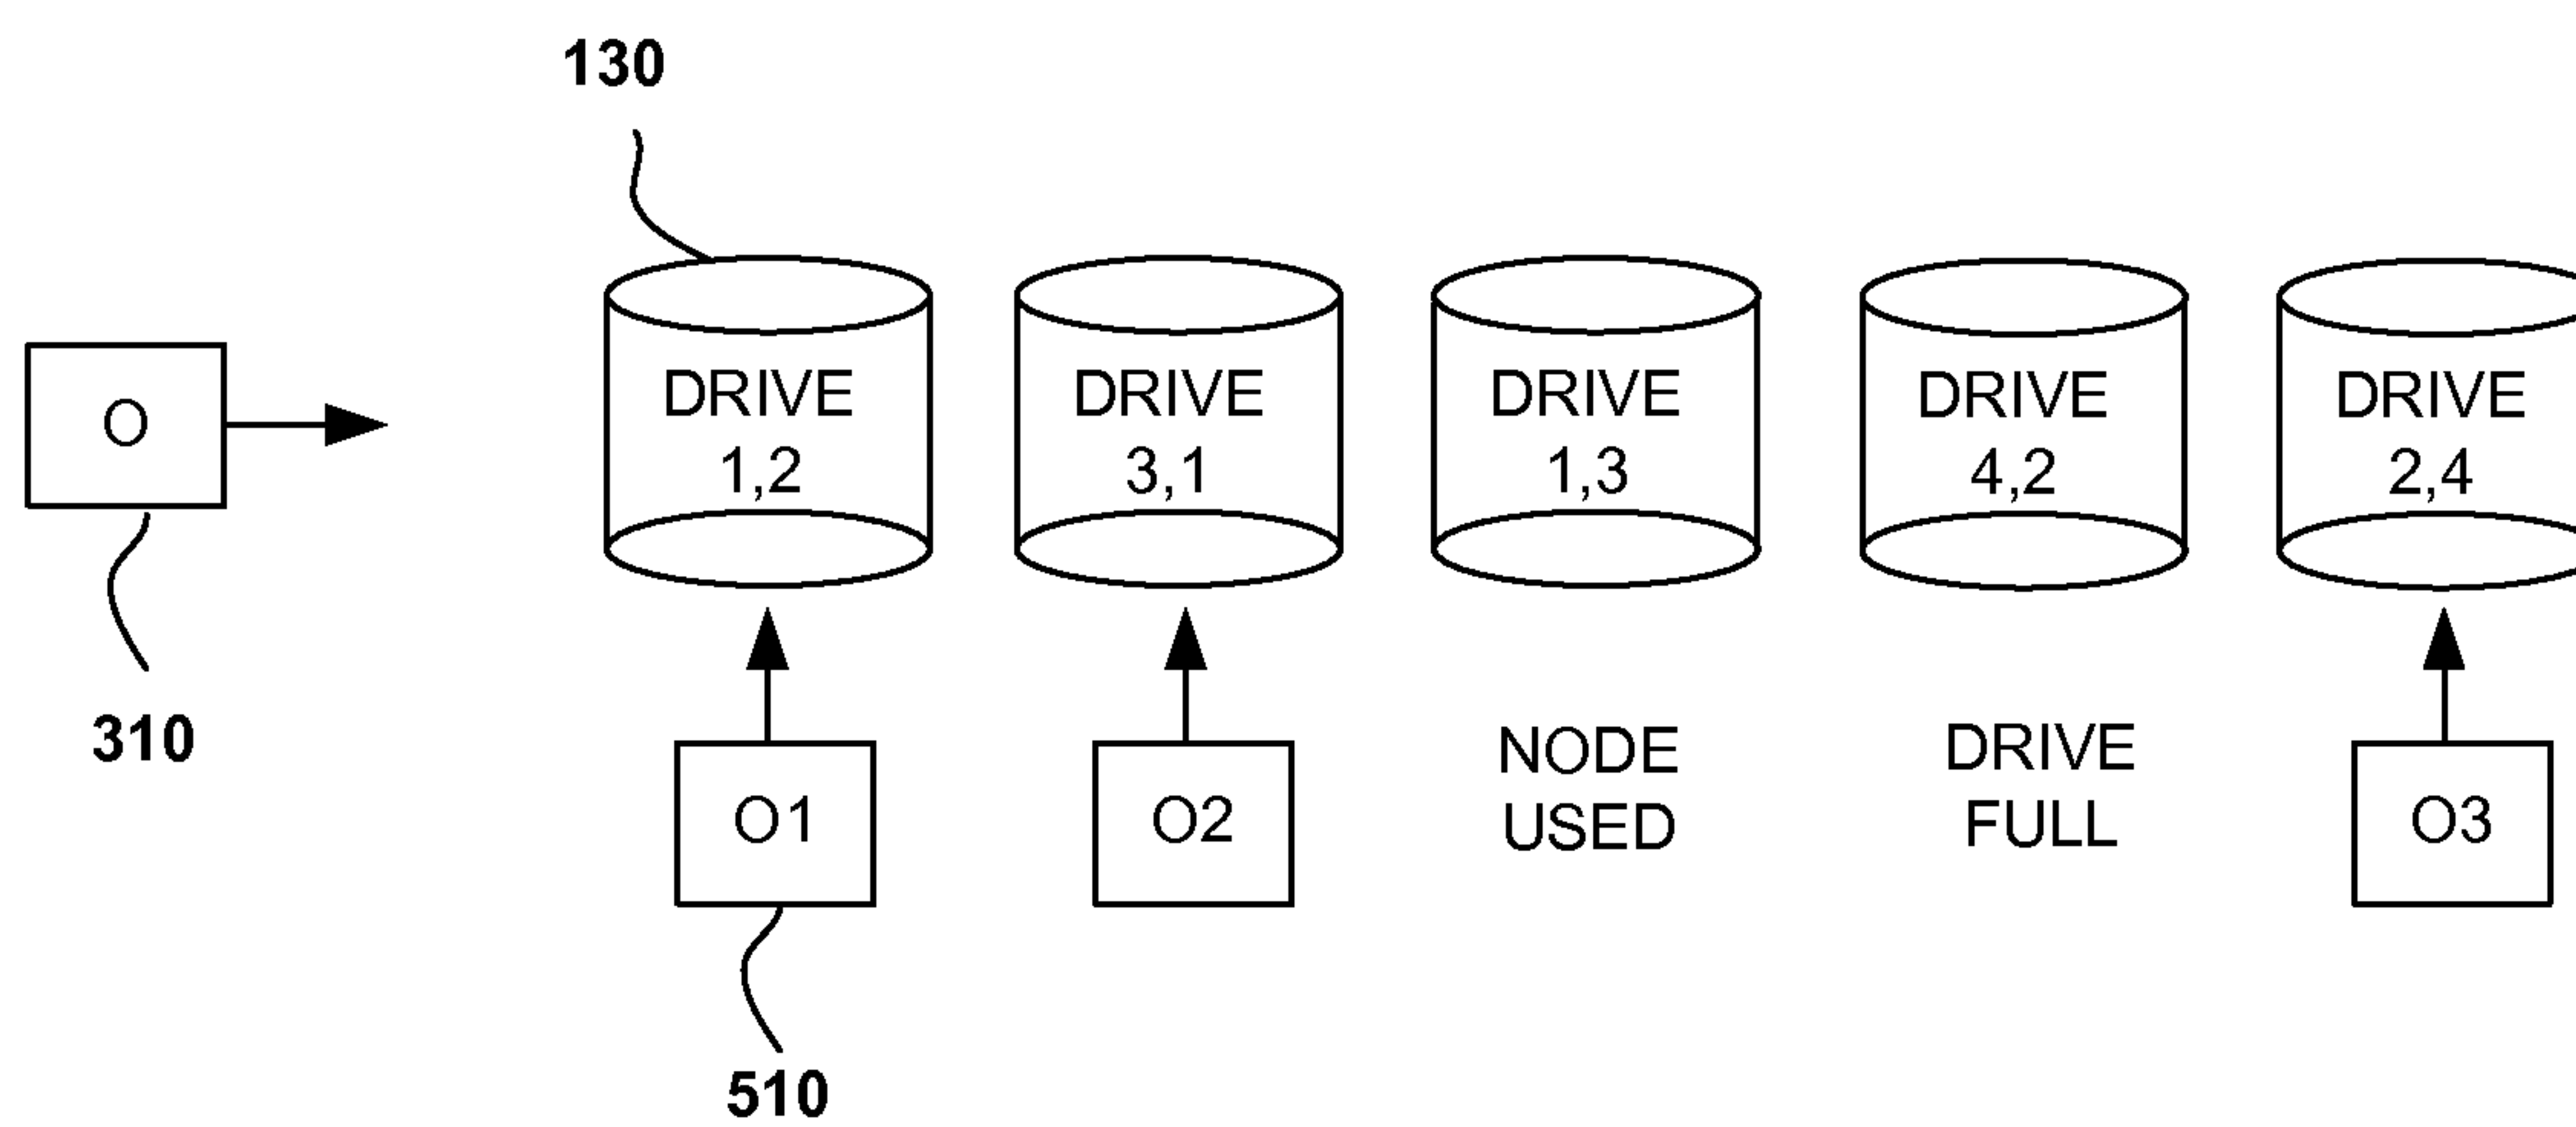 130
O
310
DRIVE
1,2
DRIVE
3,1
DRIVE
1,3
DRIVE
4,2
DRIVE
2,4
O1
O2
NODE
USED
DRIVE
FULL
O3
510